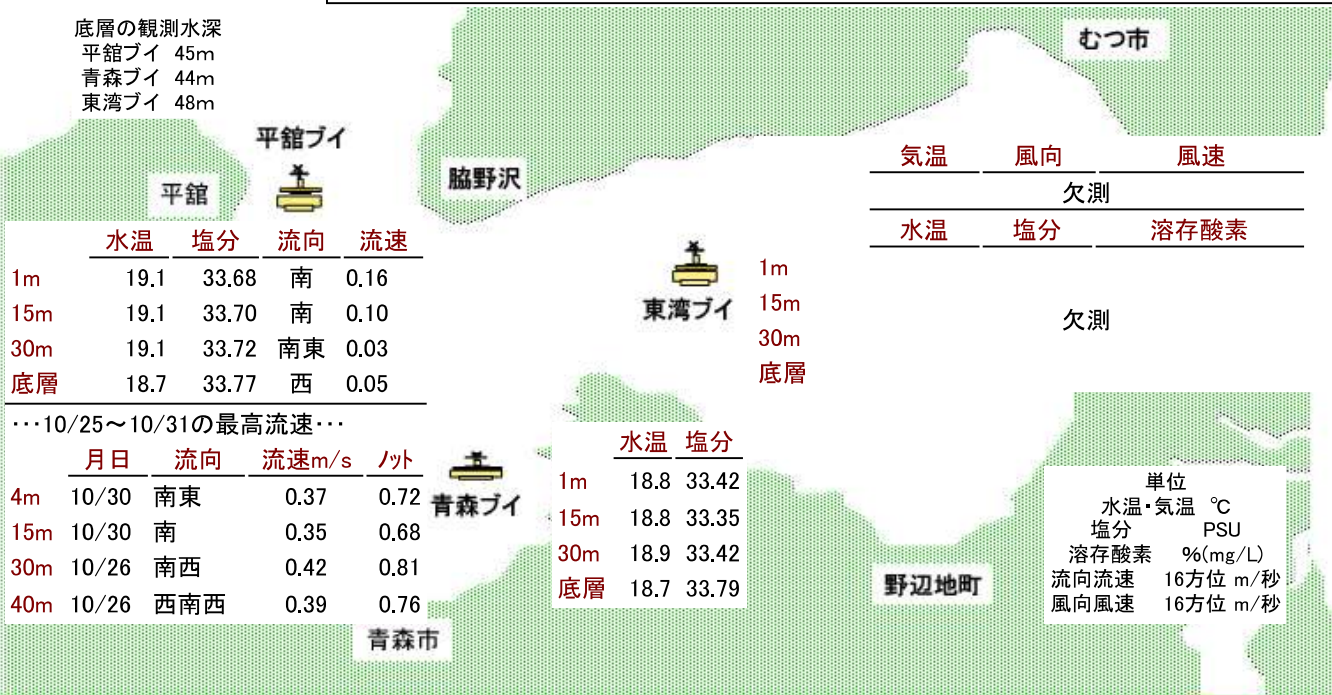 底層の観測水深
平舘ブイ 45m
青森ブイ 44m
東湾ブイ 48m
むつ市
平舘ブイ
平舘
脇野沢
気温 風向 風速
欠測
水温 塩分 溶存酸素
東湾ブイ
1m
15m
30m
底層
欠測
水温 塩分 流向 流速
1m 19.1 33.68 南 0.16
15m 19.1 33.70 南 0.10
30m 19.1 33.72 南東 0.03
底層 18.7 33.77 西 0.05
…10/25～10/31の最高流速…
月日 流向 流速m/s ノット
4m 10/30 南東 0.37 0.72
15m 10/30 南 0.35 0.68
30m 10/26 南西 0.42 0.81
40m 10/26 西南西 0.39 0.76
青森ブイ
水温 塩分
1m 18.8 33.42
15m 18.8 33.35
30m 18.9 33.42
底層 18.7 33.79
青森市
野辺地町
単位
水温・気温 ℃
塩分 PSU
溶存酸素 %(mg/L)
流向流速 16方位 m/秒
風向風速 16方位 m/秒